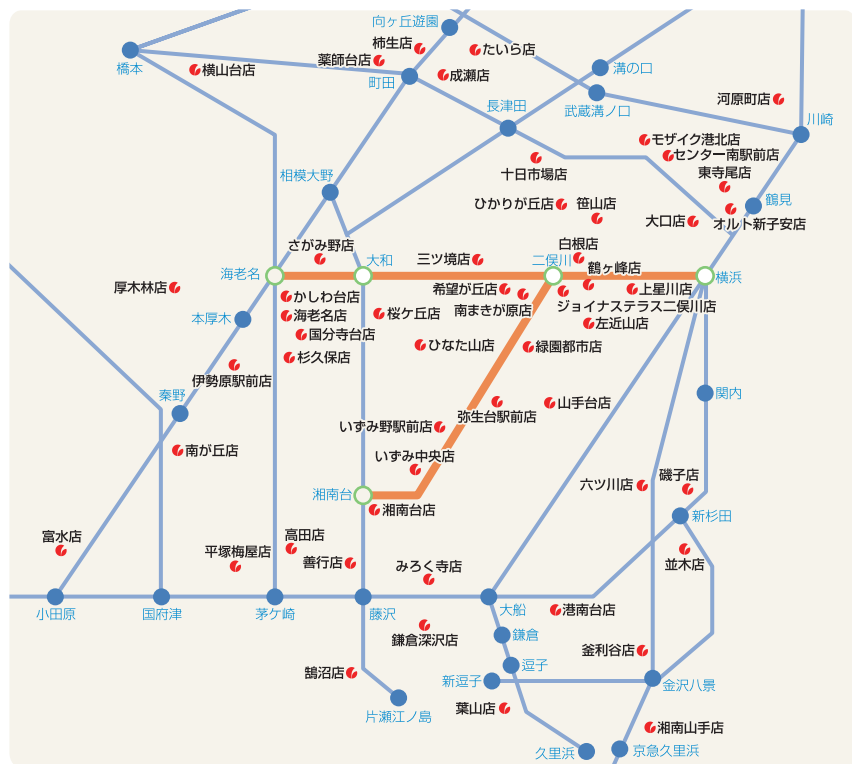 向ヶ丘遊園
柿生店
たいら店
橋本
薬師台店
横山台店
町田
成瀬店
溝の口
武蔵溝ノ口
河原町店
長津田
川崎
モザイク港北店
センター南駅前店
十日市場店
東寺尾店
相模大野
ひかりが丘店
笹山店
鶴見
大口店
オルト新子安店
さがみ野店
白根店
海老名
大和
三ツ境店
二俣川
鶴ヶ峰店
横浜
厚木林店
かしわ台店
希望が丘店
上星川店
海老名店
桜ケ丘店
南まきが原店
ジョイナステラス二俣川店
本厚木
国分寺台店
左近山店
杉久保店
ひなた山店
緑園都市店
伊勢原駅前店
秦野
関内
弥生台駅前店
山手台店
いずみ野駅前店
南が丘店
いずみ中央店
磯子店
六ツ川店
湘南台
湘南台店
新杉田
富水店
高田店
平塚梅屋店
善行店
みろく寺店
並木店
小田原
国府津
茅ケ崎
藤沢
大船
港南台店
鎌倉深沢店
鎌倉
釜利谷店
逗子
鵠沼店
新逗子
金沢八景
葉山店
片瀬江ノ島
湘南山手店
久里浜
京急久里浜